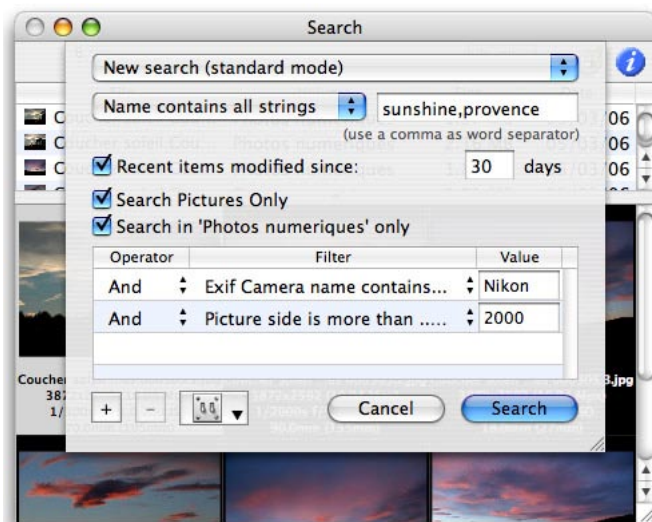 Search
New search (standard mode)
Name contains all strings sunshine,provence
(use a comma as word separator)
Recent items modified since: 30 days
Search Pictures Only
Search in 'Photos numeriques' only
Operator Filter Value
And Exif Camera name contains... Nikon
And Picture side is more than ..... 2000
+ - Cancel Search